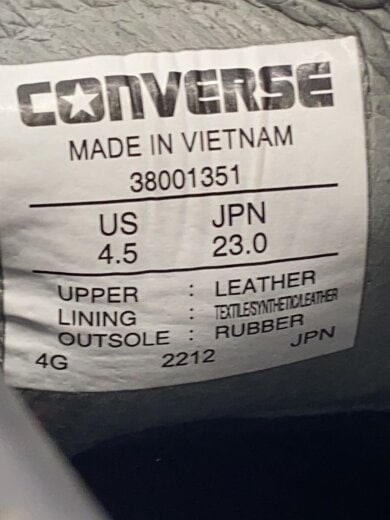 CONVERSE
MADE IN VIETNAM
38001351
US JPN
4.5 23.0
UPPER : LEATHER
LINING : TEXTILE/SYNTHETIC/LEATHER
OUTSOLE : RUBBER
4G 2212 JPN